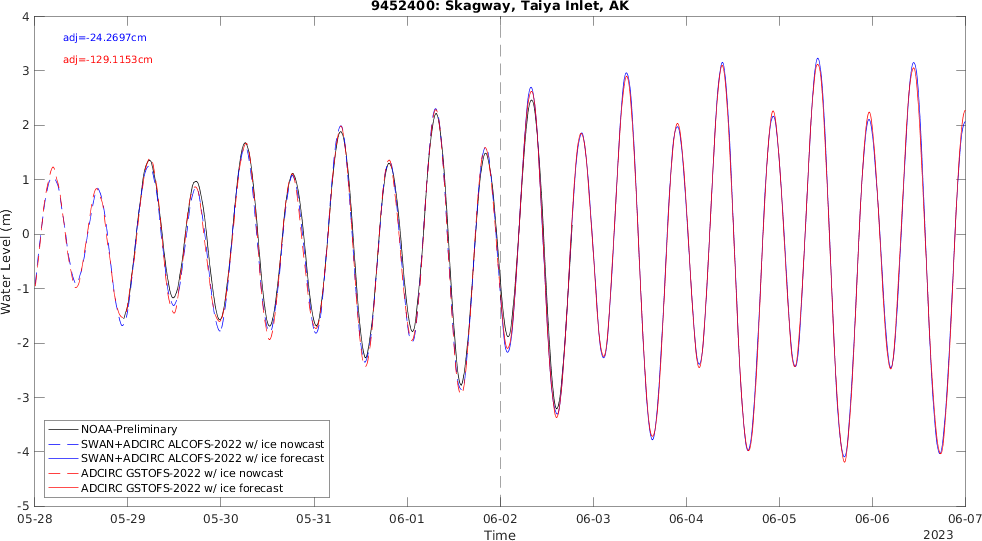 9452400: Skagway, Taiya Inlet, AK
adj=-24.2697cm
adj=-129.1153cm
Water Level (m)
4
3
2
1
0
-1
-2
-3
-4
-5
NOAA-Preliminary
SWAN+ADCIRC ALCOFS-2022 w/ ice nowcast
SWAN+ADCIRC ALCOFS-2022 w/ ice forecast
ADCIRC GSTOFS-2022 w/ ice nowcast
ADCIRC GSTOFS-2022 w/ ice forecast
05-28 05-29 05-30 05-31 06-01 06-02 06-03 06-04 06-05 06-06 06-07
Time
2023